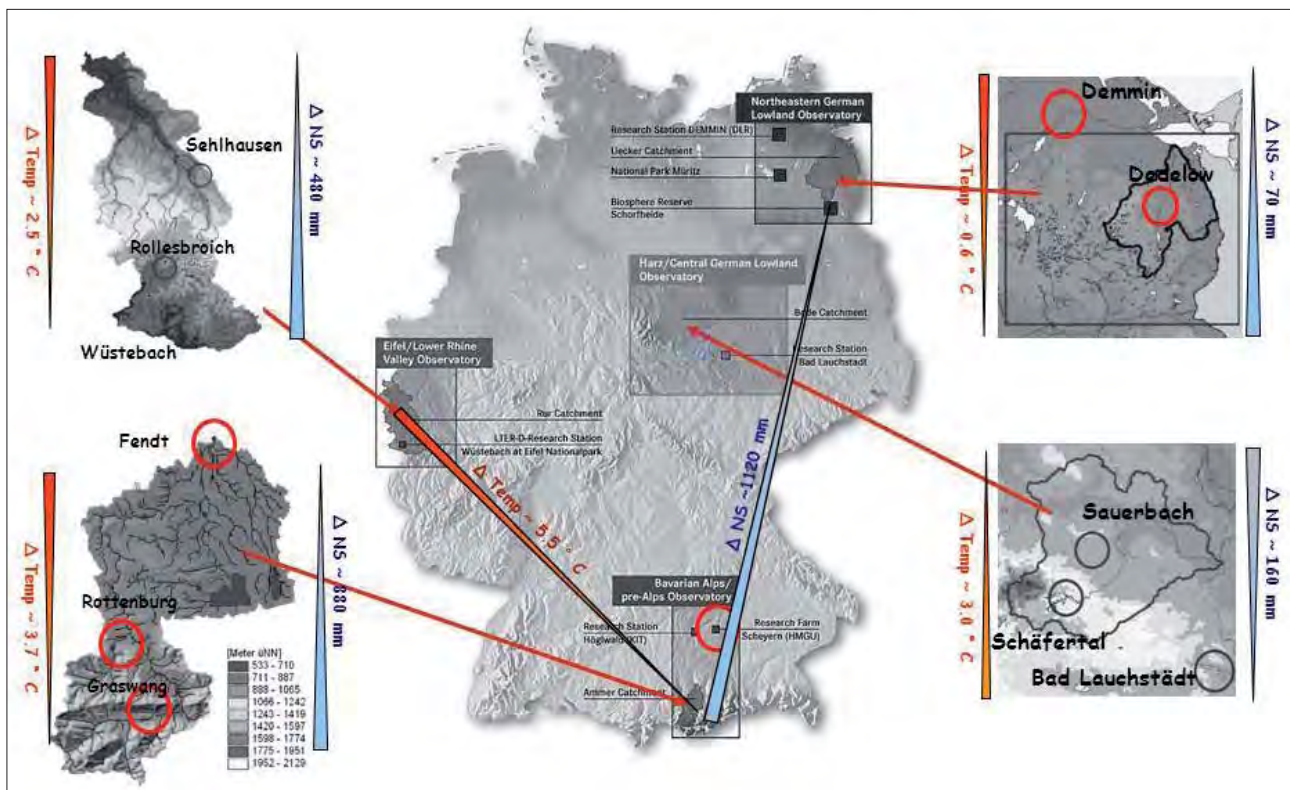 Δ Temp ~ 2.5 ° C
Sehlhausen
Rollesbroich
Wüstebach
Δ NS ~ 480 mm
Northeastern German
Lowland Observatory
Research Station DEMMIN (DLR)
Uecker Catchment
National Park Müritz
Biosphere Reserve
Schorfheide
Harz/Central German Lowland
Observatory
Bode Catchment
Research Station
Bad Lauchstädt
Eifel/Lower Rhine
Valley Observatory
Rur Catchment
LTER-D-Research Station
Wüstebach at Eifel Nationalpark
Δ Temp ~ 5.5 ° C
Δ NS ~1120 mm
Bavarian Alps/
pre-Alps Observatory
Research Station
Höglwald (KIT)
Research Farm
Scheyern (HMGU)
Ammer Catchment
Δ Temp ~ 0.6 ° C
Demmin
Dedelow
Δ NS ~ 70 mm
Δ Temp ~ 3.7 ° C
Fendt
Rottenburg
Graswang
Δ NS ~ 880 mm
[Meter üNN]
533 - 710
711 - 887
888 - 1065
1066 - 1242
1243 - 1419
1420 - 1597
1598 - 1774
1775 - 1951
1952 - 2129
Δ Temp ~ 3.0 ° C
Sauerbach
Schäfertal
Bad Lauchstädt
Δ NS ~ 160 mm